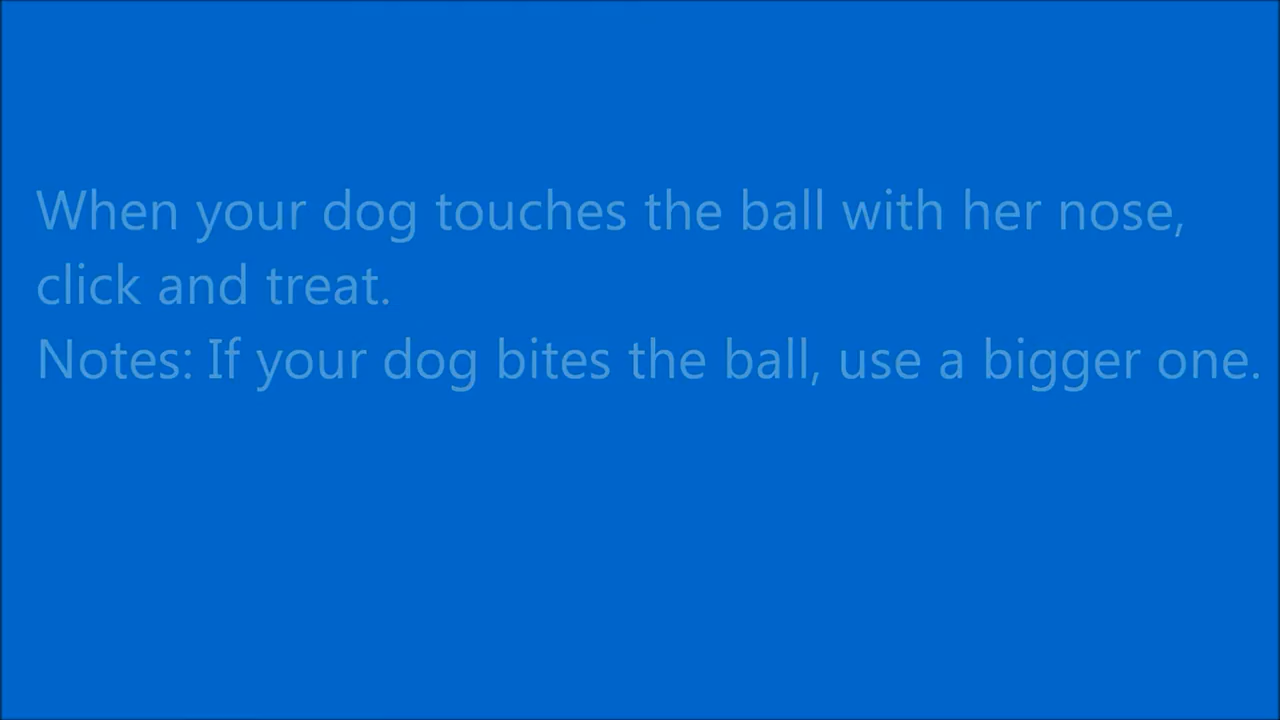 When your dog touches the ball with her nose,
click and treat.
Notes: If your dog bites the ball, use a bigger one.